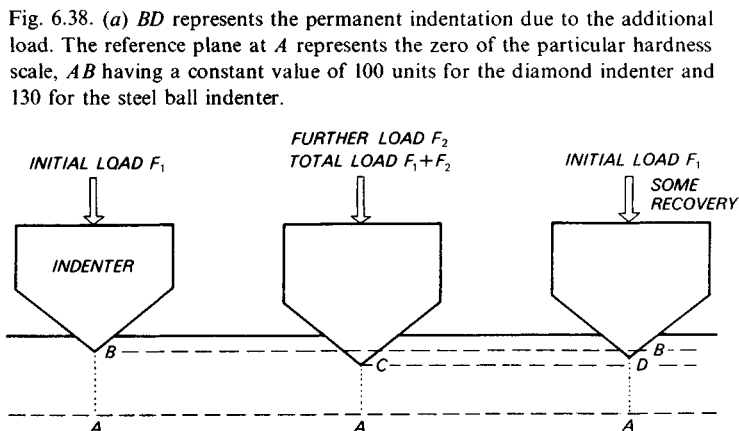 Fig. 6.38. (a) BD represents the permanent indentation due to the additional
load. The reference plane at A represents the zero of the particular hardness
scale, AB having a constant value of 100 units for the diamond indenter and
130 for the steel ball indenter.
FURTHER LOAD F₂
INITIAL LOAD F₁
TOTAL LOAD F₁+F₂
INITIAL LOAD F₁
SOME
RECOVERY
INDENTER
B
B
C
D
A
A
A